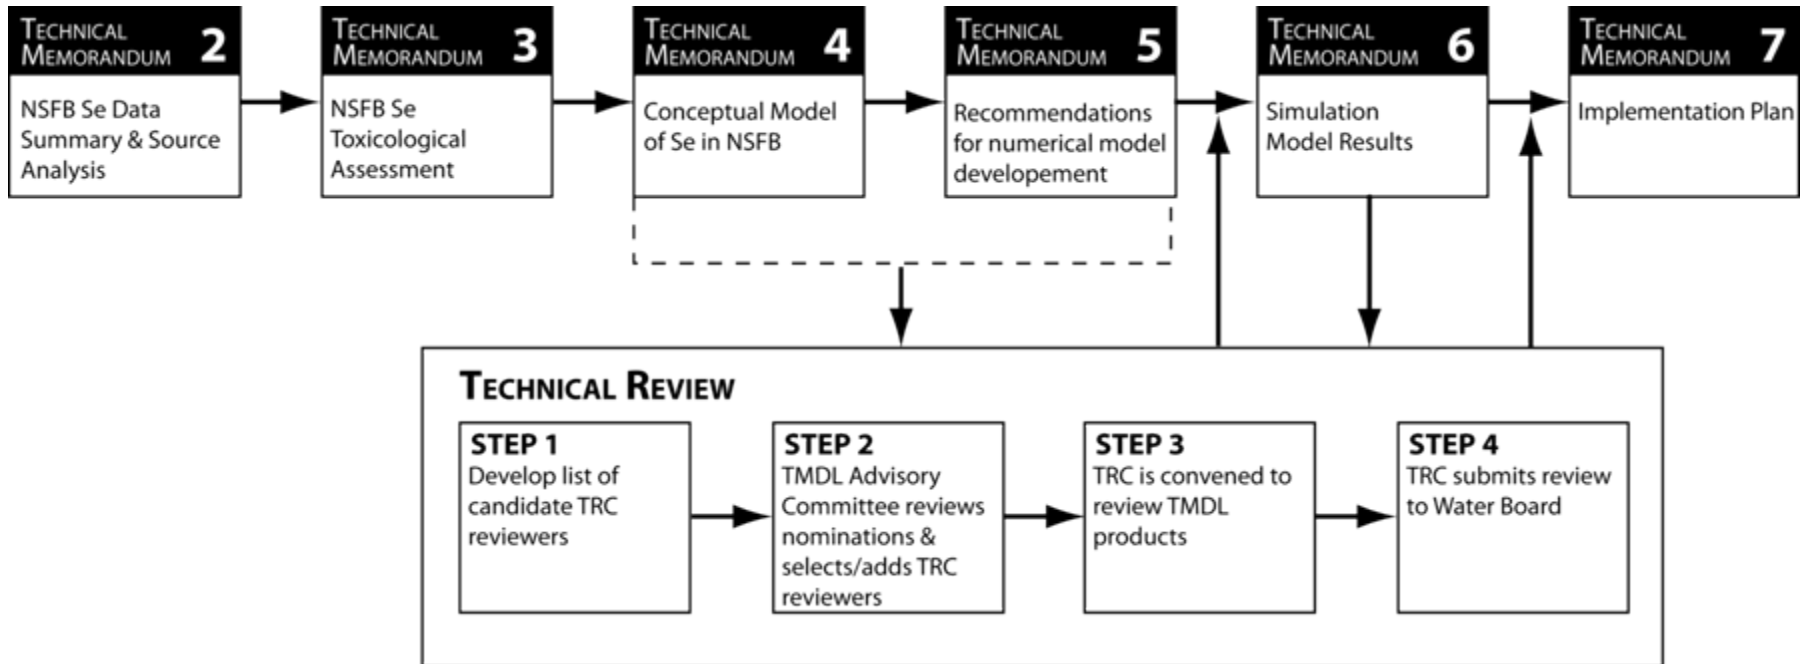 TECHNICAL
MEMORANDUM 2
NSFB Se Data
Summary & Source
Analysis
TECHNICAL
MEMORANDUM 3
NSFB Se
Toxicological
Assessment
TECHNICAL
MEMORANDUM 4
Conceptual Model
of Se in NSFB
TECHNICAL
MEMORANDUM 5
Recommendations
for numerical model
developement
TECHNICAL
MEMORANDUM 6
Simulation
Model Results
TECHNICAL
MEMORANDUM 7
Implementation Plan
TECHNICAL REVIEW
STEP 1
Develop list of
candidate TRC
reviewers
STEP 2
TMDL Advisory
Committee reviews
nominations &
selects/adds TRC
reviewers
STEP 3
TRC is convened to
review TMDL
products
STEP 4
TRC submits review
to Water Board